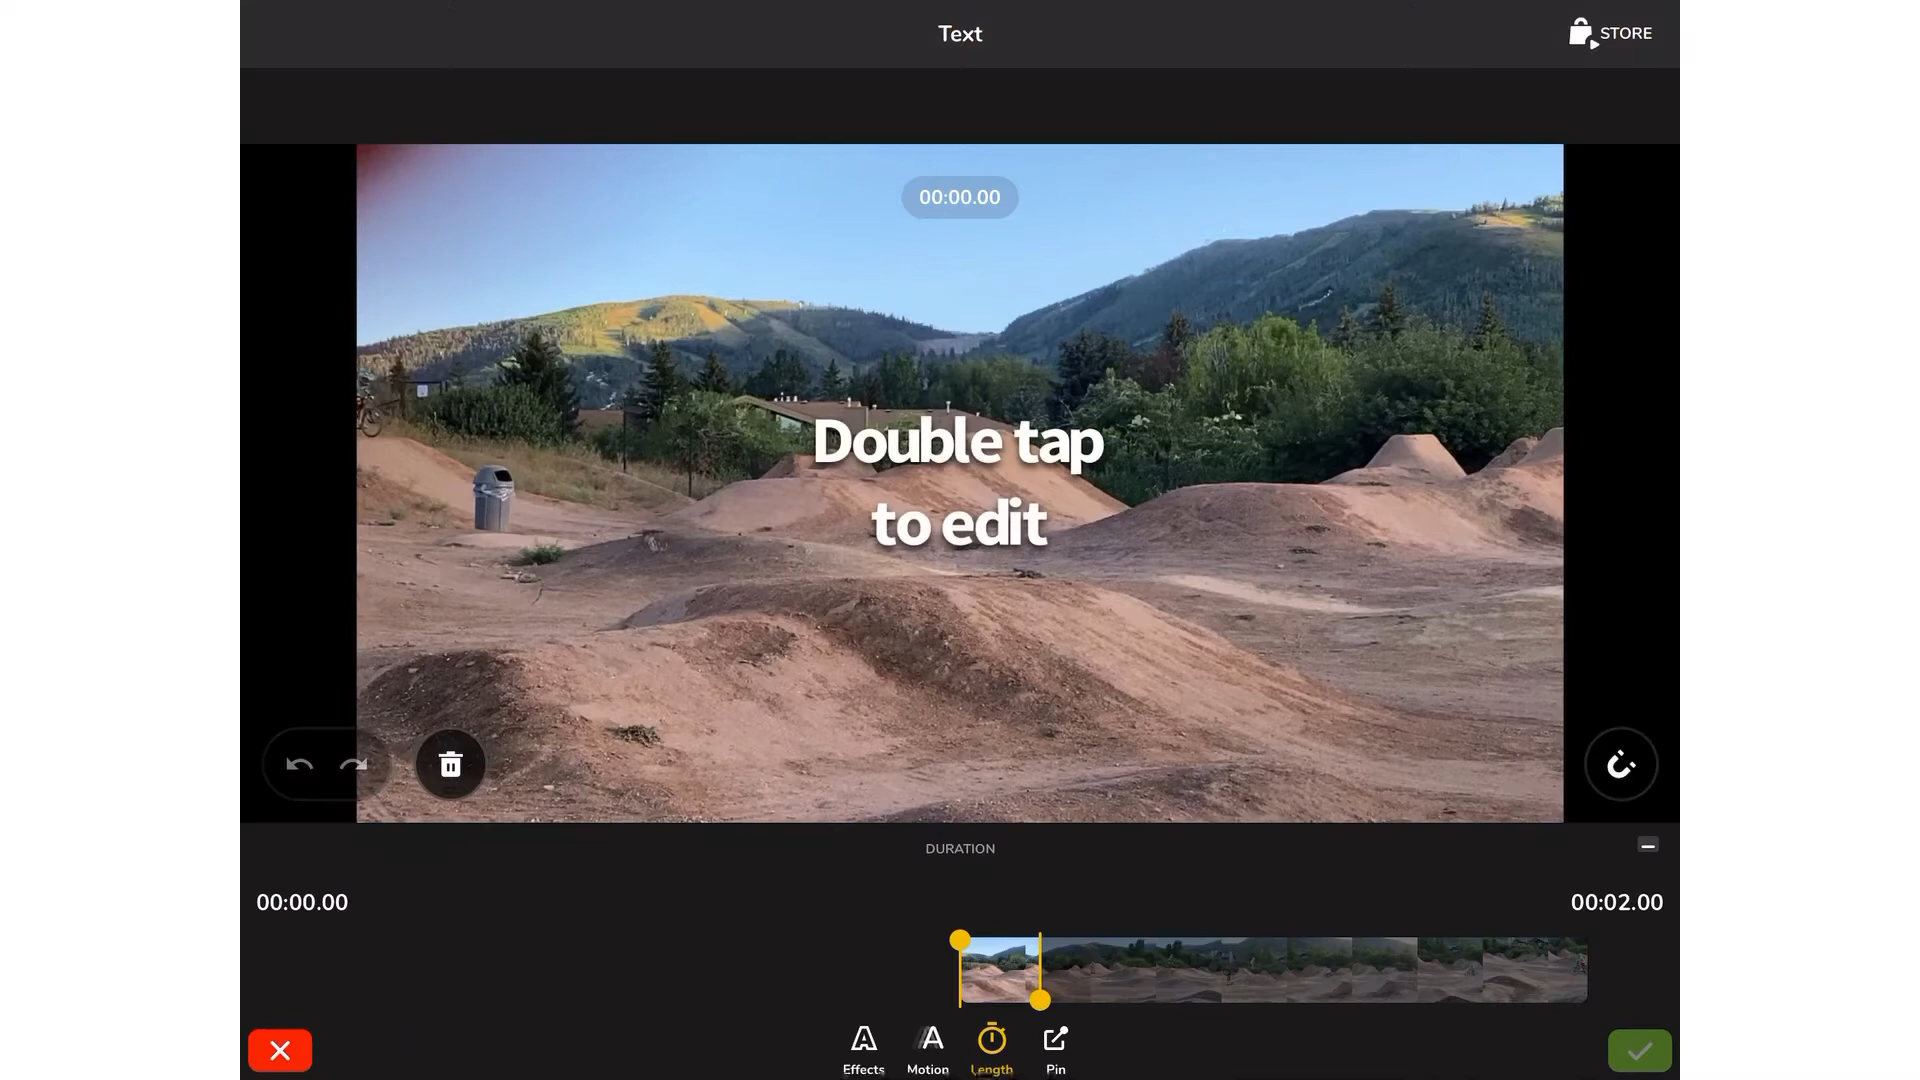 Text
STORE
00:00.00
Double tap
to edit
DURATION
00:00.00
00:02.00
Effects
Motion
Length
Pin